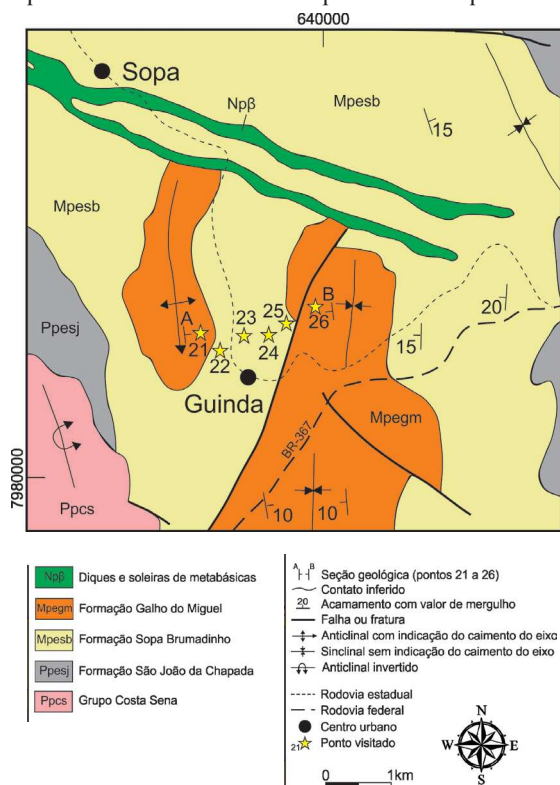 640000
Sopa
Npβ
Mpesb
15
Mpesb
A
B
25
23
26
20
21
22
24
15
Ppesj
Guinda
Mpegm
BR-367
7980000
Ppcs
10
10
Npβ Diques e soleiras de metabásicas
Mpegm Formação Galho do Miguel
Mpesb Formação Sopa Brumadinho
Ppesj Formação São João da Chapada
Ppcs Grupo Costa Sena
A B Seção geológica (pontos 21 a 26)
Contato inferido
20 Acamamento com valor de mergulho
Falha ou fratura
Anticlinal com indicação do caimento do eixo
Sinclinal sem indicação do caimento do eixo
Anticlinal invertido
Rodovia estadual
Rodovia federal
Centro urbano
21 Ponto visitado
N
W E
S
0 1km